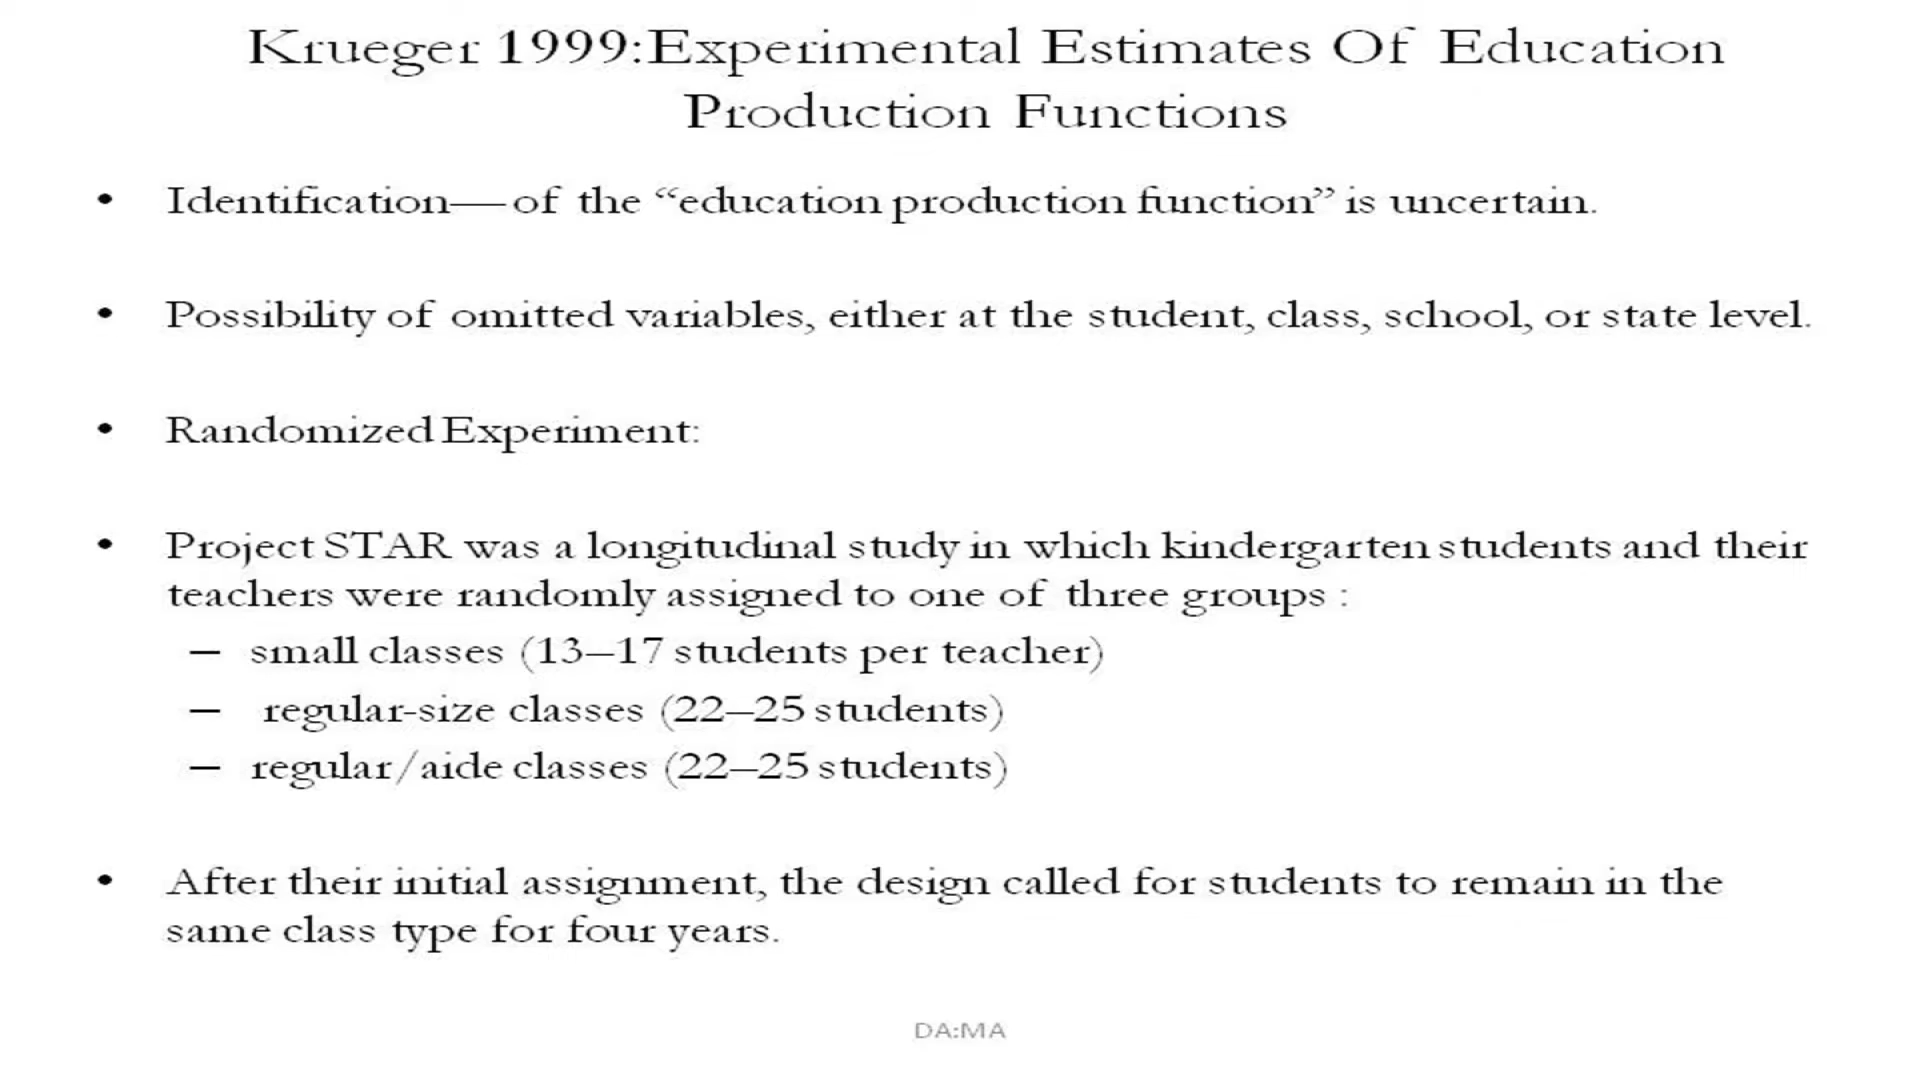 Krueger 1999:Experimental Estimates Of Education
Production Functions
• Identification—of the “education production function” is uncertain.
• Possibility of omitted variables, either at the student, class, school, or state level.
• Randomized Experiment:
• Project STAR was a longitudinal study in which kindergarten students and their
teachers were randomly assigned to one of three groups :
– small classes (13–17 students per teacher)
– regular-size classes (22–25 students)
– regular/aide classes (22–25 students)
• After their initial assignment, the design called for students to remain in the
same class type for four years.
DA:MA